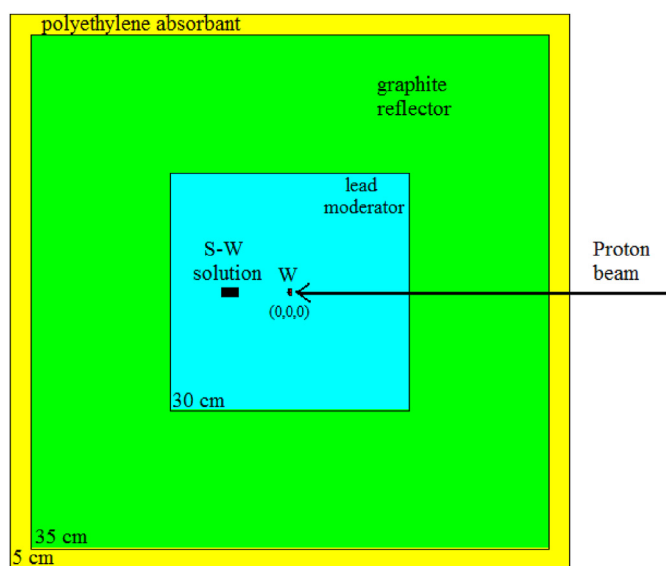 polyethylene absorbant
graphite
reflector
lead
moderator
S-W
solution
W
Proton
beam
(0,0,0)
30 cm
35 cm
5 cm